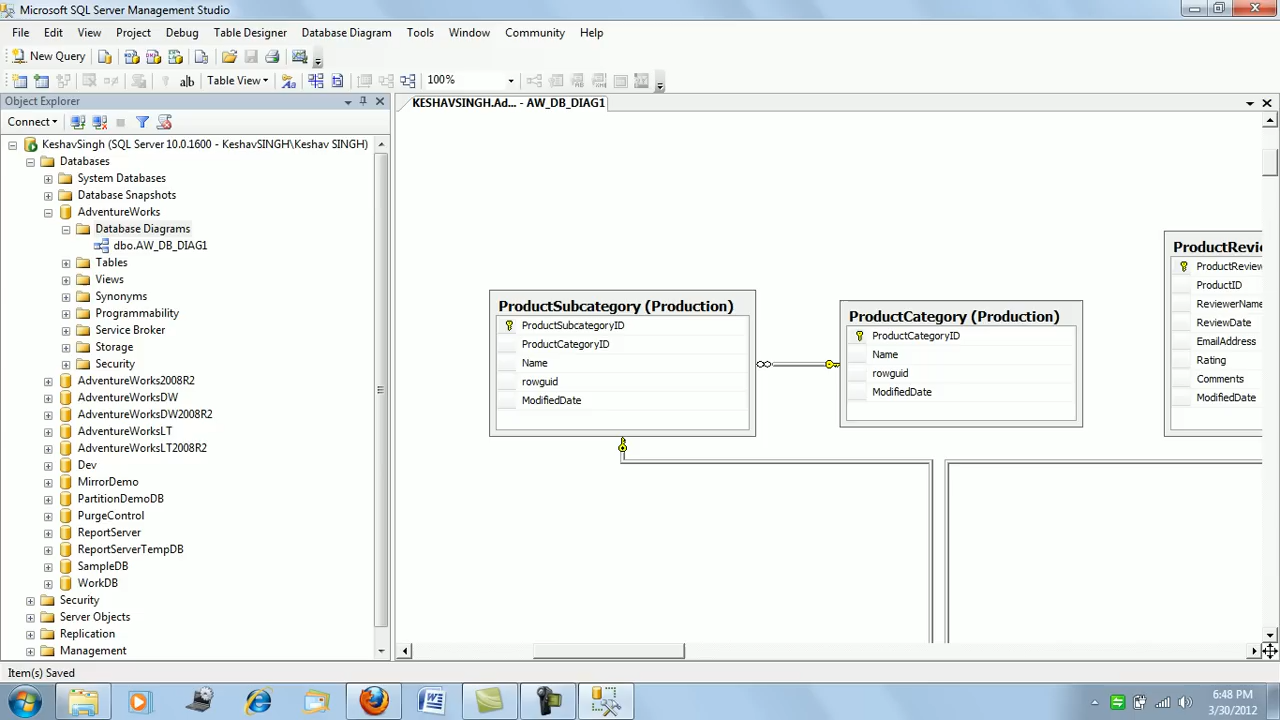 Microsoft SQL Server Management Studio
File Edit View Project Debug Table Designer Database Diagram Tools Window Community Help
New Query
ab| Table View 100%
Object Explorer
KESHAVSINGH.Ad... - AW_DB_DIAG1
Connect
KeshavSingh (SQL Server 10.0.1600 - KeshavSINGH\Keshav SINGH)
Databases
System Databases
Database Snapshots
AdventureWorks
Database Diagrams
dbo.AW_DB_DIAG1
Tables
Views
Synonyms
Programmability
Service Broker
Storage
Security
AdventureWorks2008R2
AdventureWorksDW
AdventureWorksDW2008R2
AdventureWorksLT
AdventureWorksLT2008R2
Dev
MirrorDemo
PartitionDemoDB
PurgeControl
ReportServer
ReportServerTempDB
SampleDB
WorkDB
Security
Server Objects
Replication
Management
ProductSubcategory (Production)
ProductSubcategoryID
ProductCategoryID
Name
rowguid
ModifiedDate
ProductCategory (Production)
ProductCategoryID
Name
rowguid
ModifiedDate
ProductRevie
ProductReview
ProductID
ReviewerName
ReviewDate
EmailAddress
Rating
Comments
ModifiedDate
Item(s) Saved
6:48 PM
3/30/2012